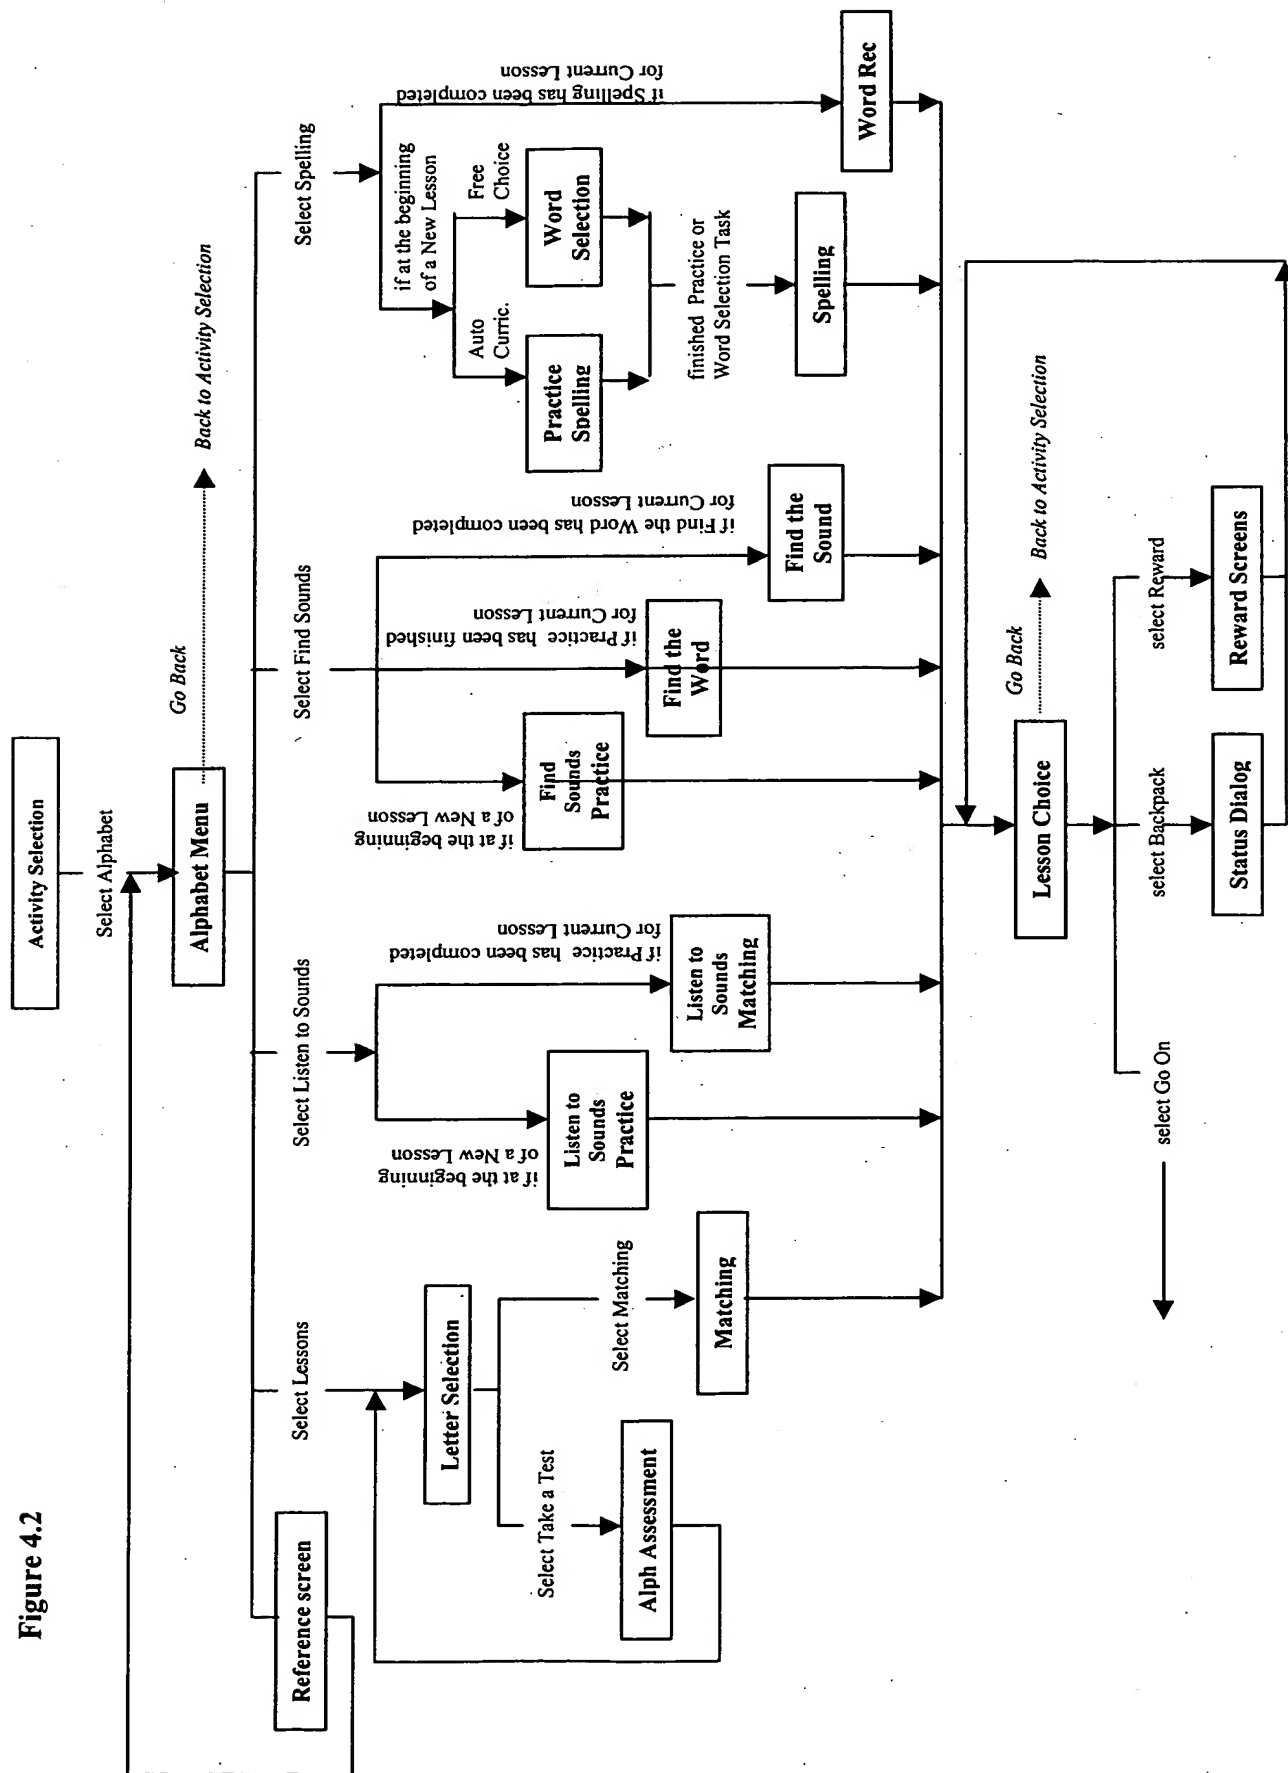 Figure 4.2
Activity Selection
Select Alphabet
Alphabet Menu
Go Back
Back to Activity Selection
Reference screen
Select Lessons
Select Listen to Sounds
Select Find Sounds
Select Spelling
Letter Selection
Select Take a Test
Select Matching
Alph Assessment
Matching
if at the beginning
of a New Lesson
Listen to
Sounds
Practice
if Practice has been completed
for Current Lesson
Listen to
Sounds
Matching
if at the beginning
of a New Lesson
Find
Sounds
Practice
if Practice has been finished
for Current Lesson
Find the
Word
if Find the Word has been completed
for Current Lesson
Find the
Sound
if at the beginning
of a New Lesson
Auto
Curric.
Free
Choice
Practice
Spelling
Word
Selection
finished Practice or
Word Selection Task
Spelling
if Spelling has been completed
for Current Lesson
Word Rec
Lesson Choice
Go Back
Back to Activity Selection
select Go On
select Backpack
select Reward
Status Dialog
Reward Screens